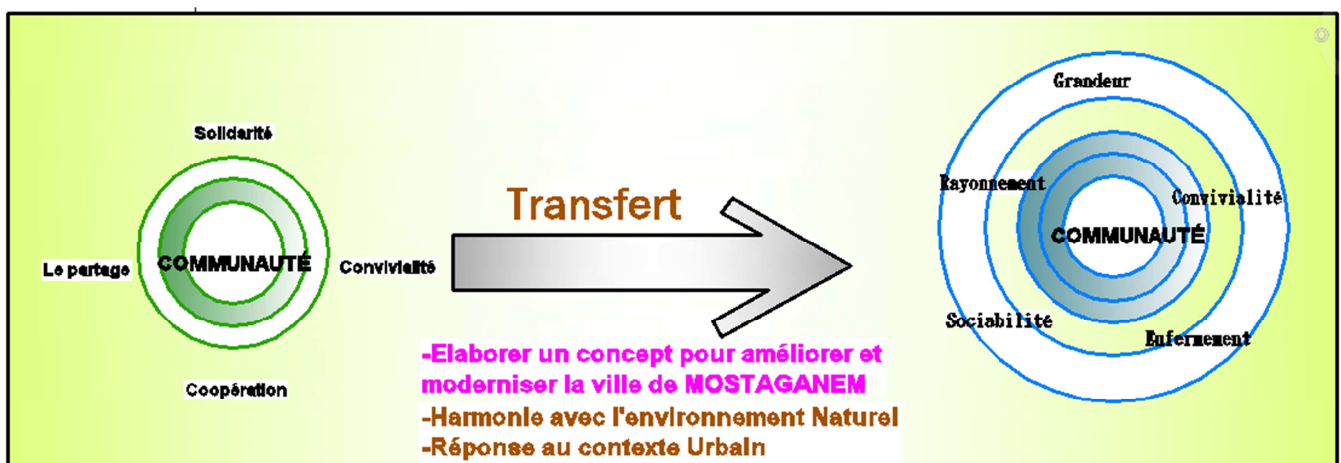 Solidarité
Le partage
COMMUNAUTÉ
Convivialité
Coopération
Transfert
-Elaborer un concept pour améliorer et
moderniser la ville de MOSTAGANEM
-Harmonie avec l'environnement Naturel
-Réponse au contexte Urbain
Grandeur
Rayonnement
Convivialité
COMMUNAUTÉ
Sociabilité
Enfermement